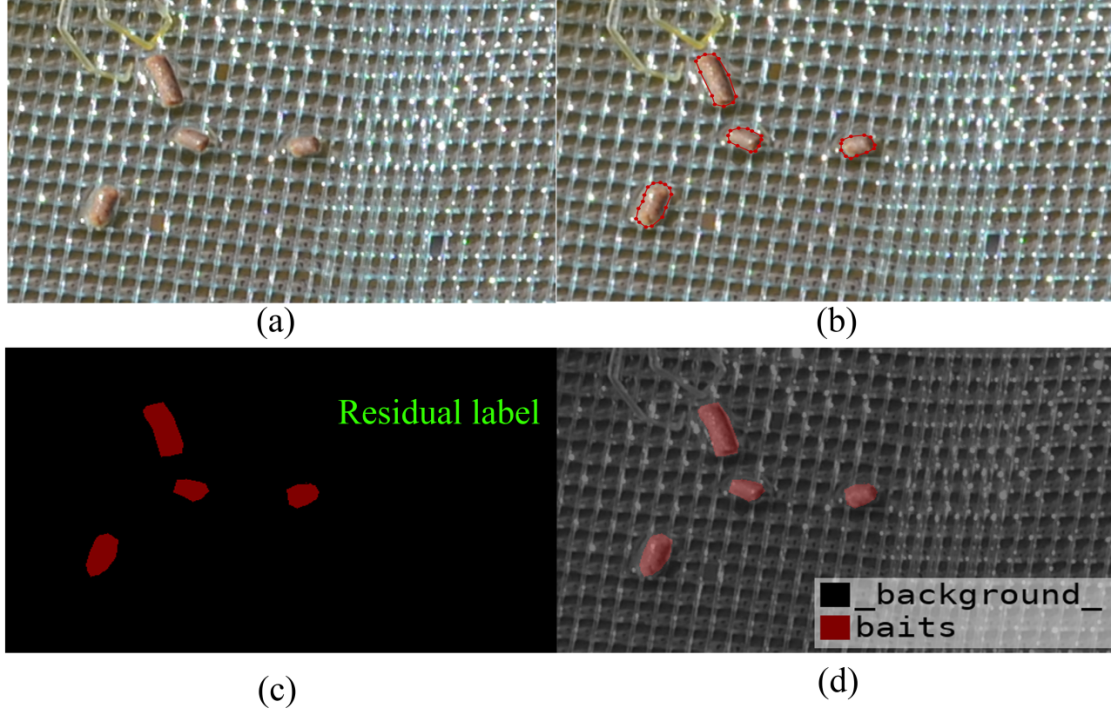 (a)
(b)
Residual label
_background_
baits
(c)
(d)